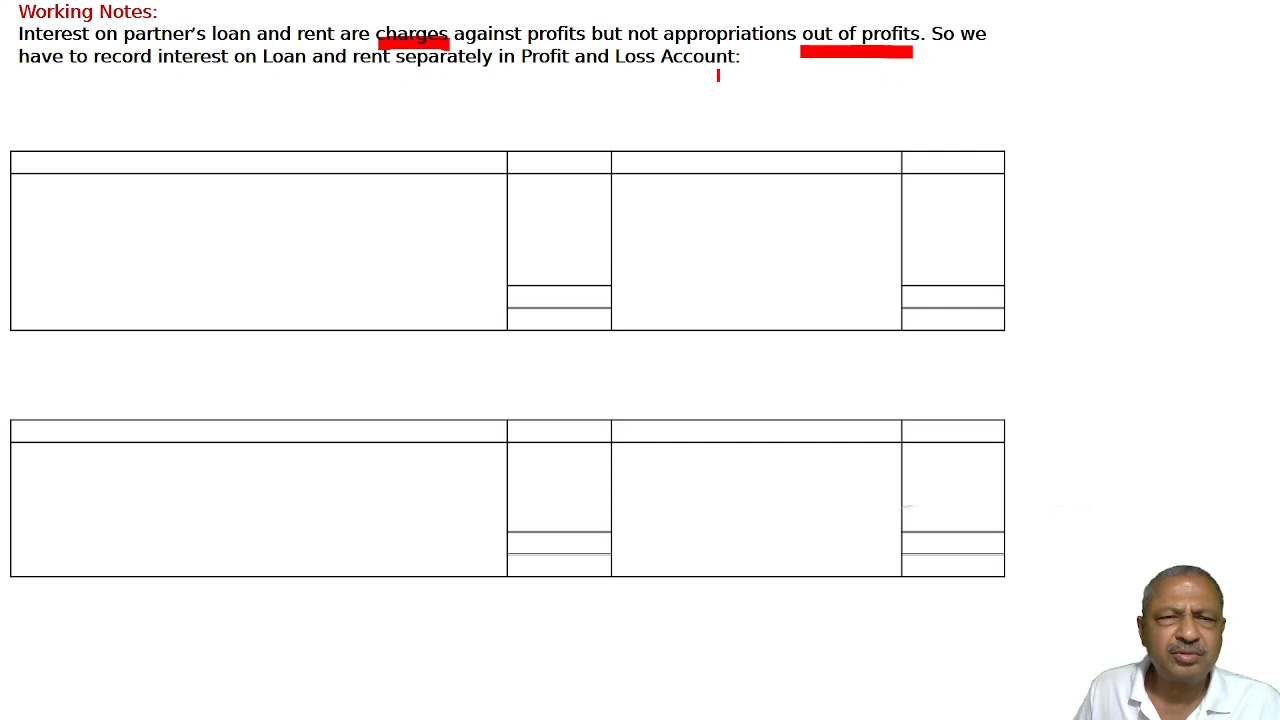 Working Notes:
Interest on partner’s loan and rent are charges against profits but not appropriations out of profits. So we
have to record interest on Loan and rent separately in Profit and Loss Account: